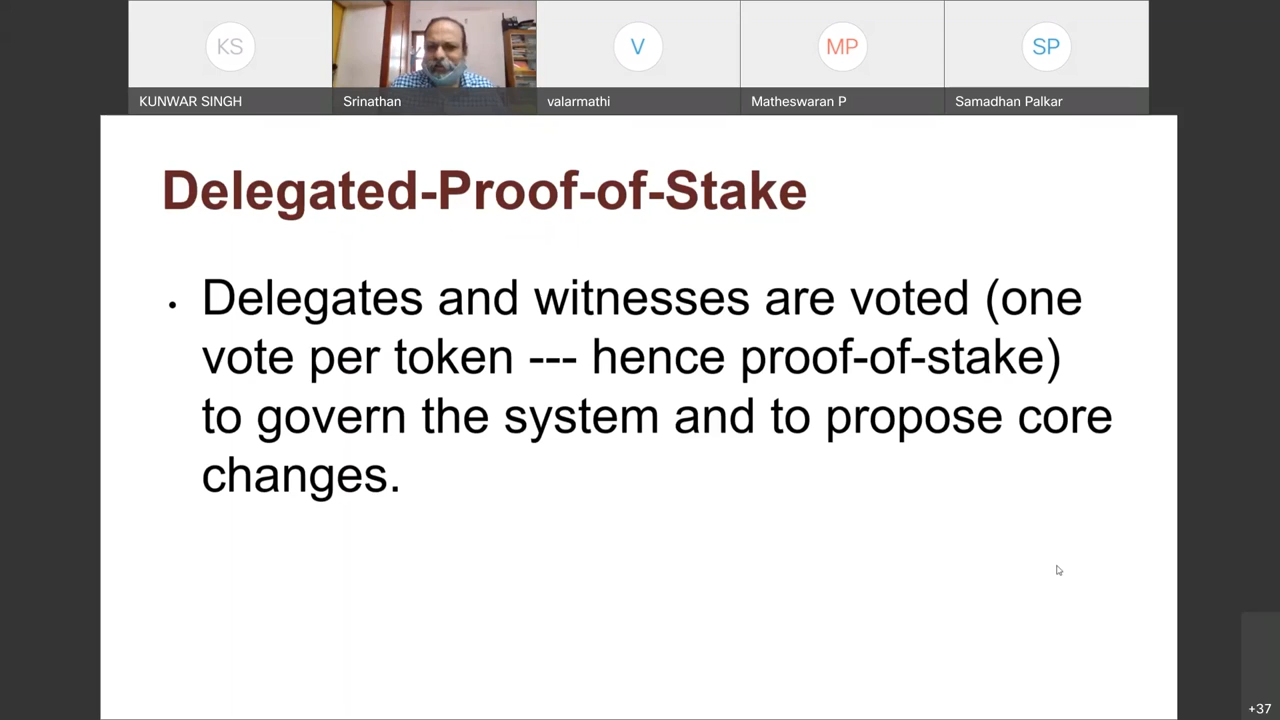 KS
V
MP
SP
KUNWAR SINGH
Srinathan
valarmathi
Matheswaran P
Samadhan Palkar
Delegated-Proof-of-Stake
• Delegates and witnesses are voted (one
vote per token --- hence proof-of-stake)
to govern the system and to propose core
changes.
+37